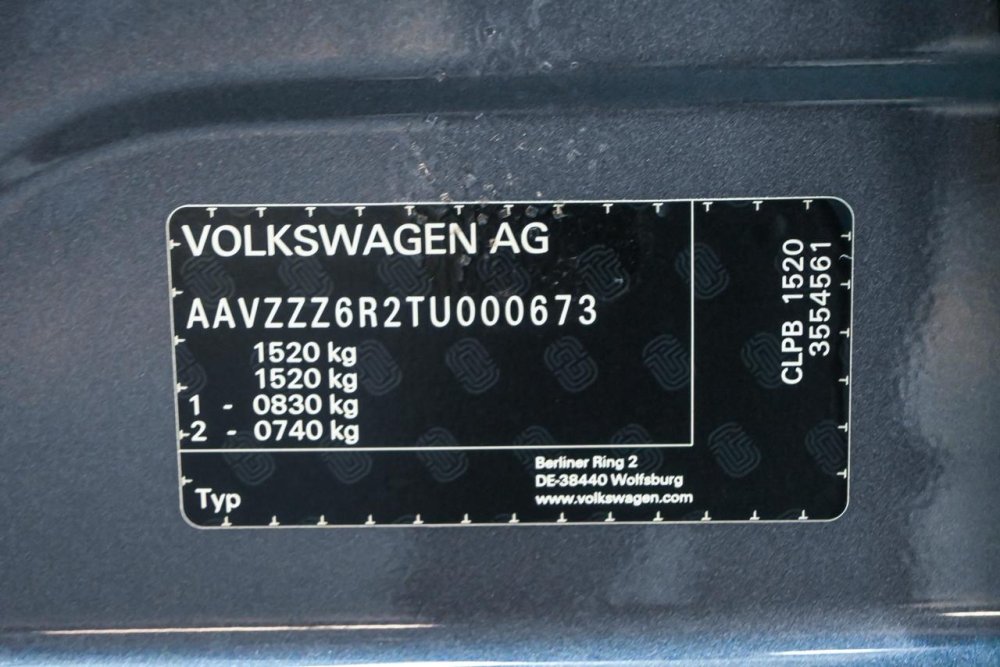 VOLKSWAGEN AG
AAVZZZ6R2TU000673
1520 kg
1520 kg
1 - 0830 kg
2 - 0740 kg
Typ
Berliner Ring 2
DE-38440 Wolfsburg
www.volkswagen.com
CLPB 1520
3554561